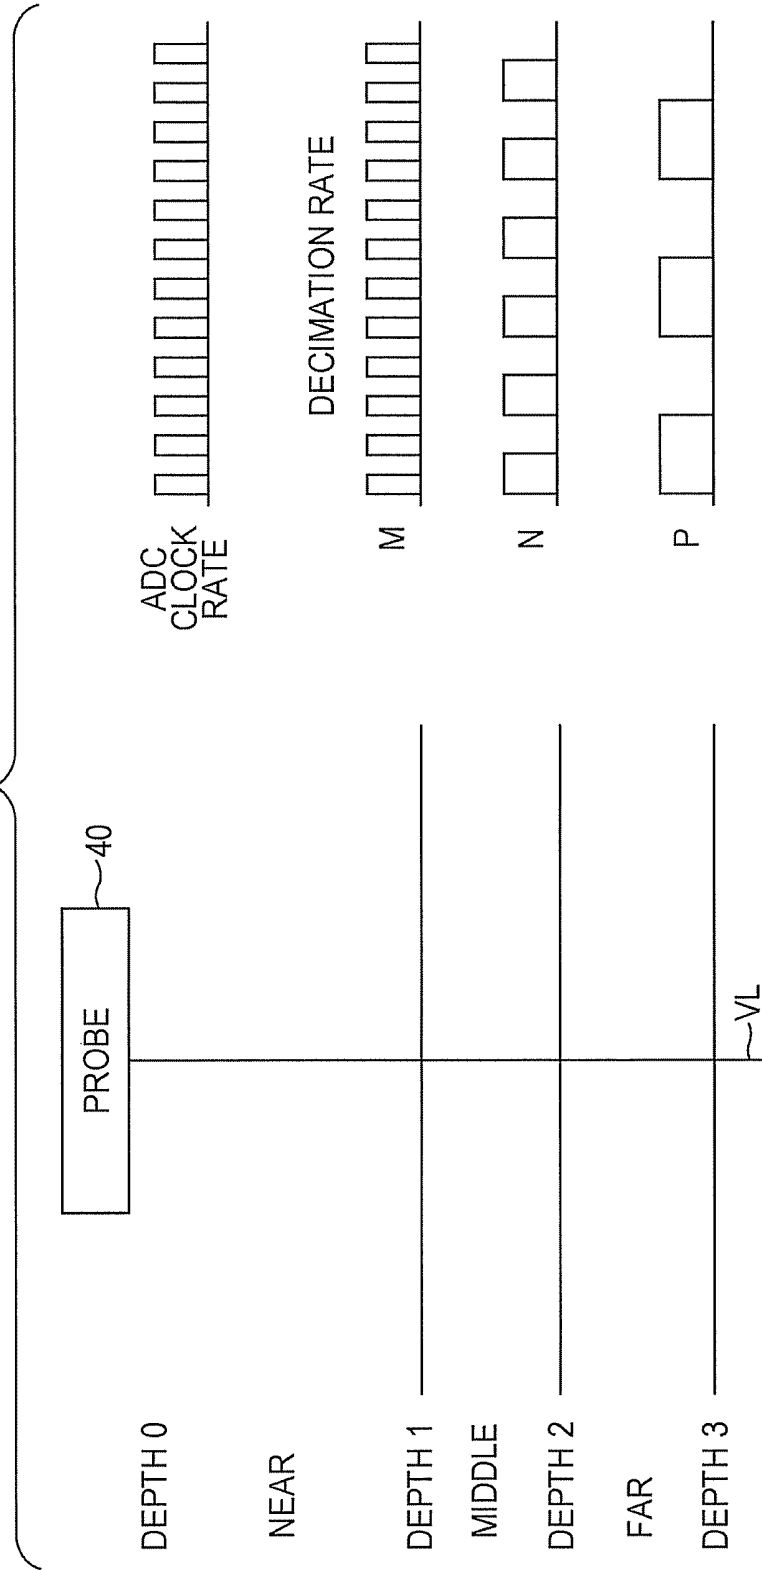 PROBE
40
DEPTH 0
NEAR
DEPTH 1
MIDDLE
DEPTH 2
FAR
DEPTH 3
VL
ADC
CLOCK
RATE
DECIMATION RATE
M
N
P